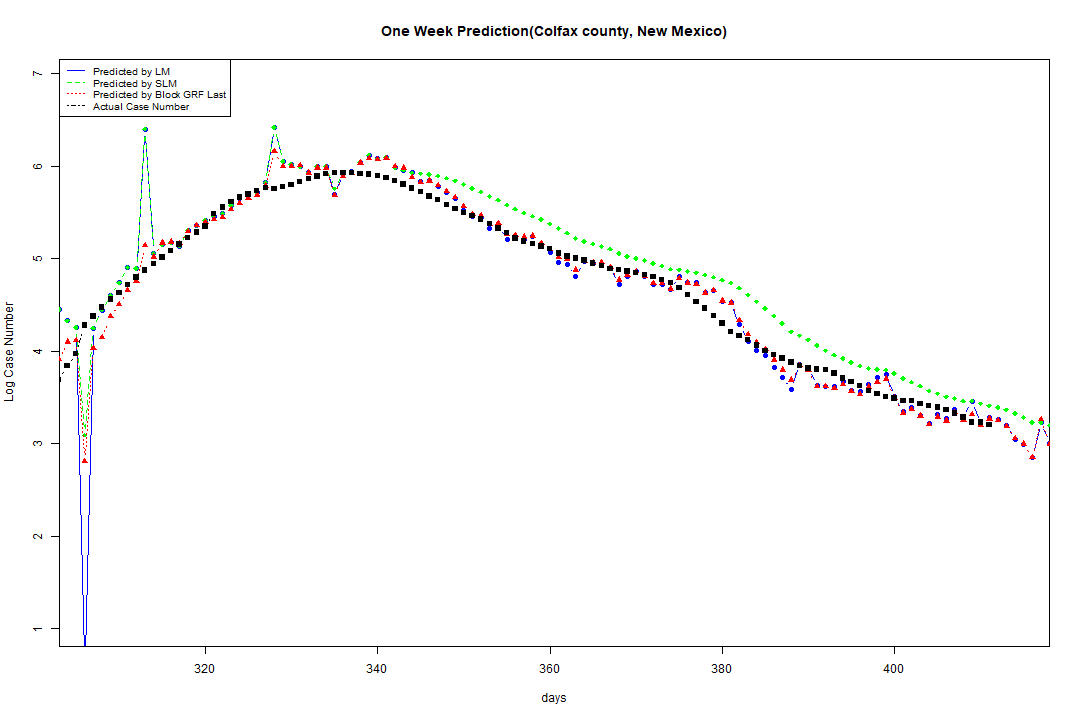 One Week Prediction(Colfax county, New Mexico)
Predicted by LM
Predicted by SLM
Predicted by Block GRF Last
Actual Case Number
7
6
5
4
3
2
1
Log Case Number
320 340 360 380 400
days